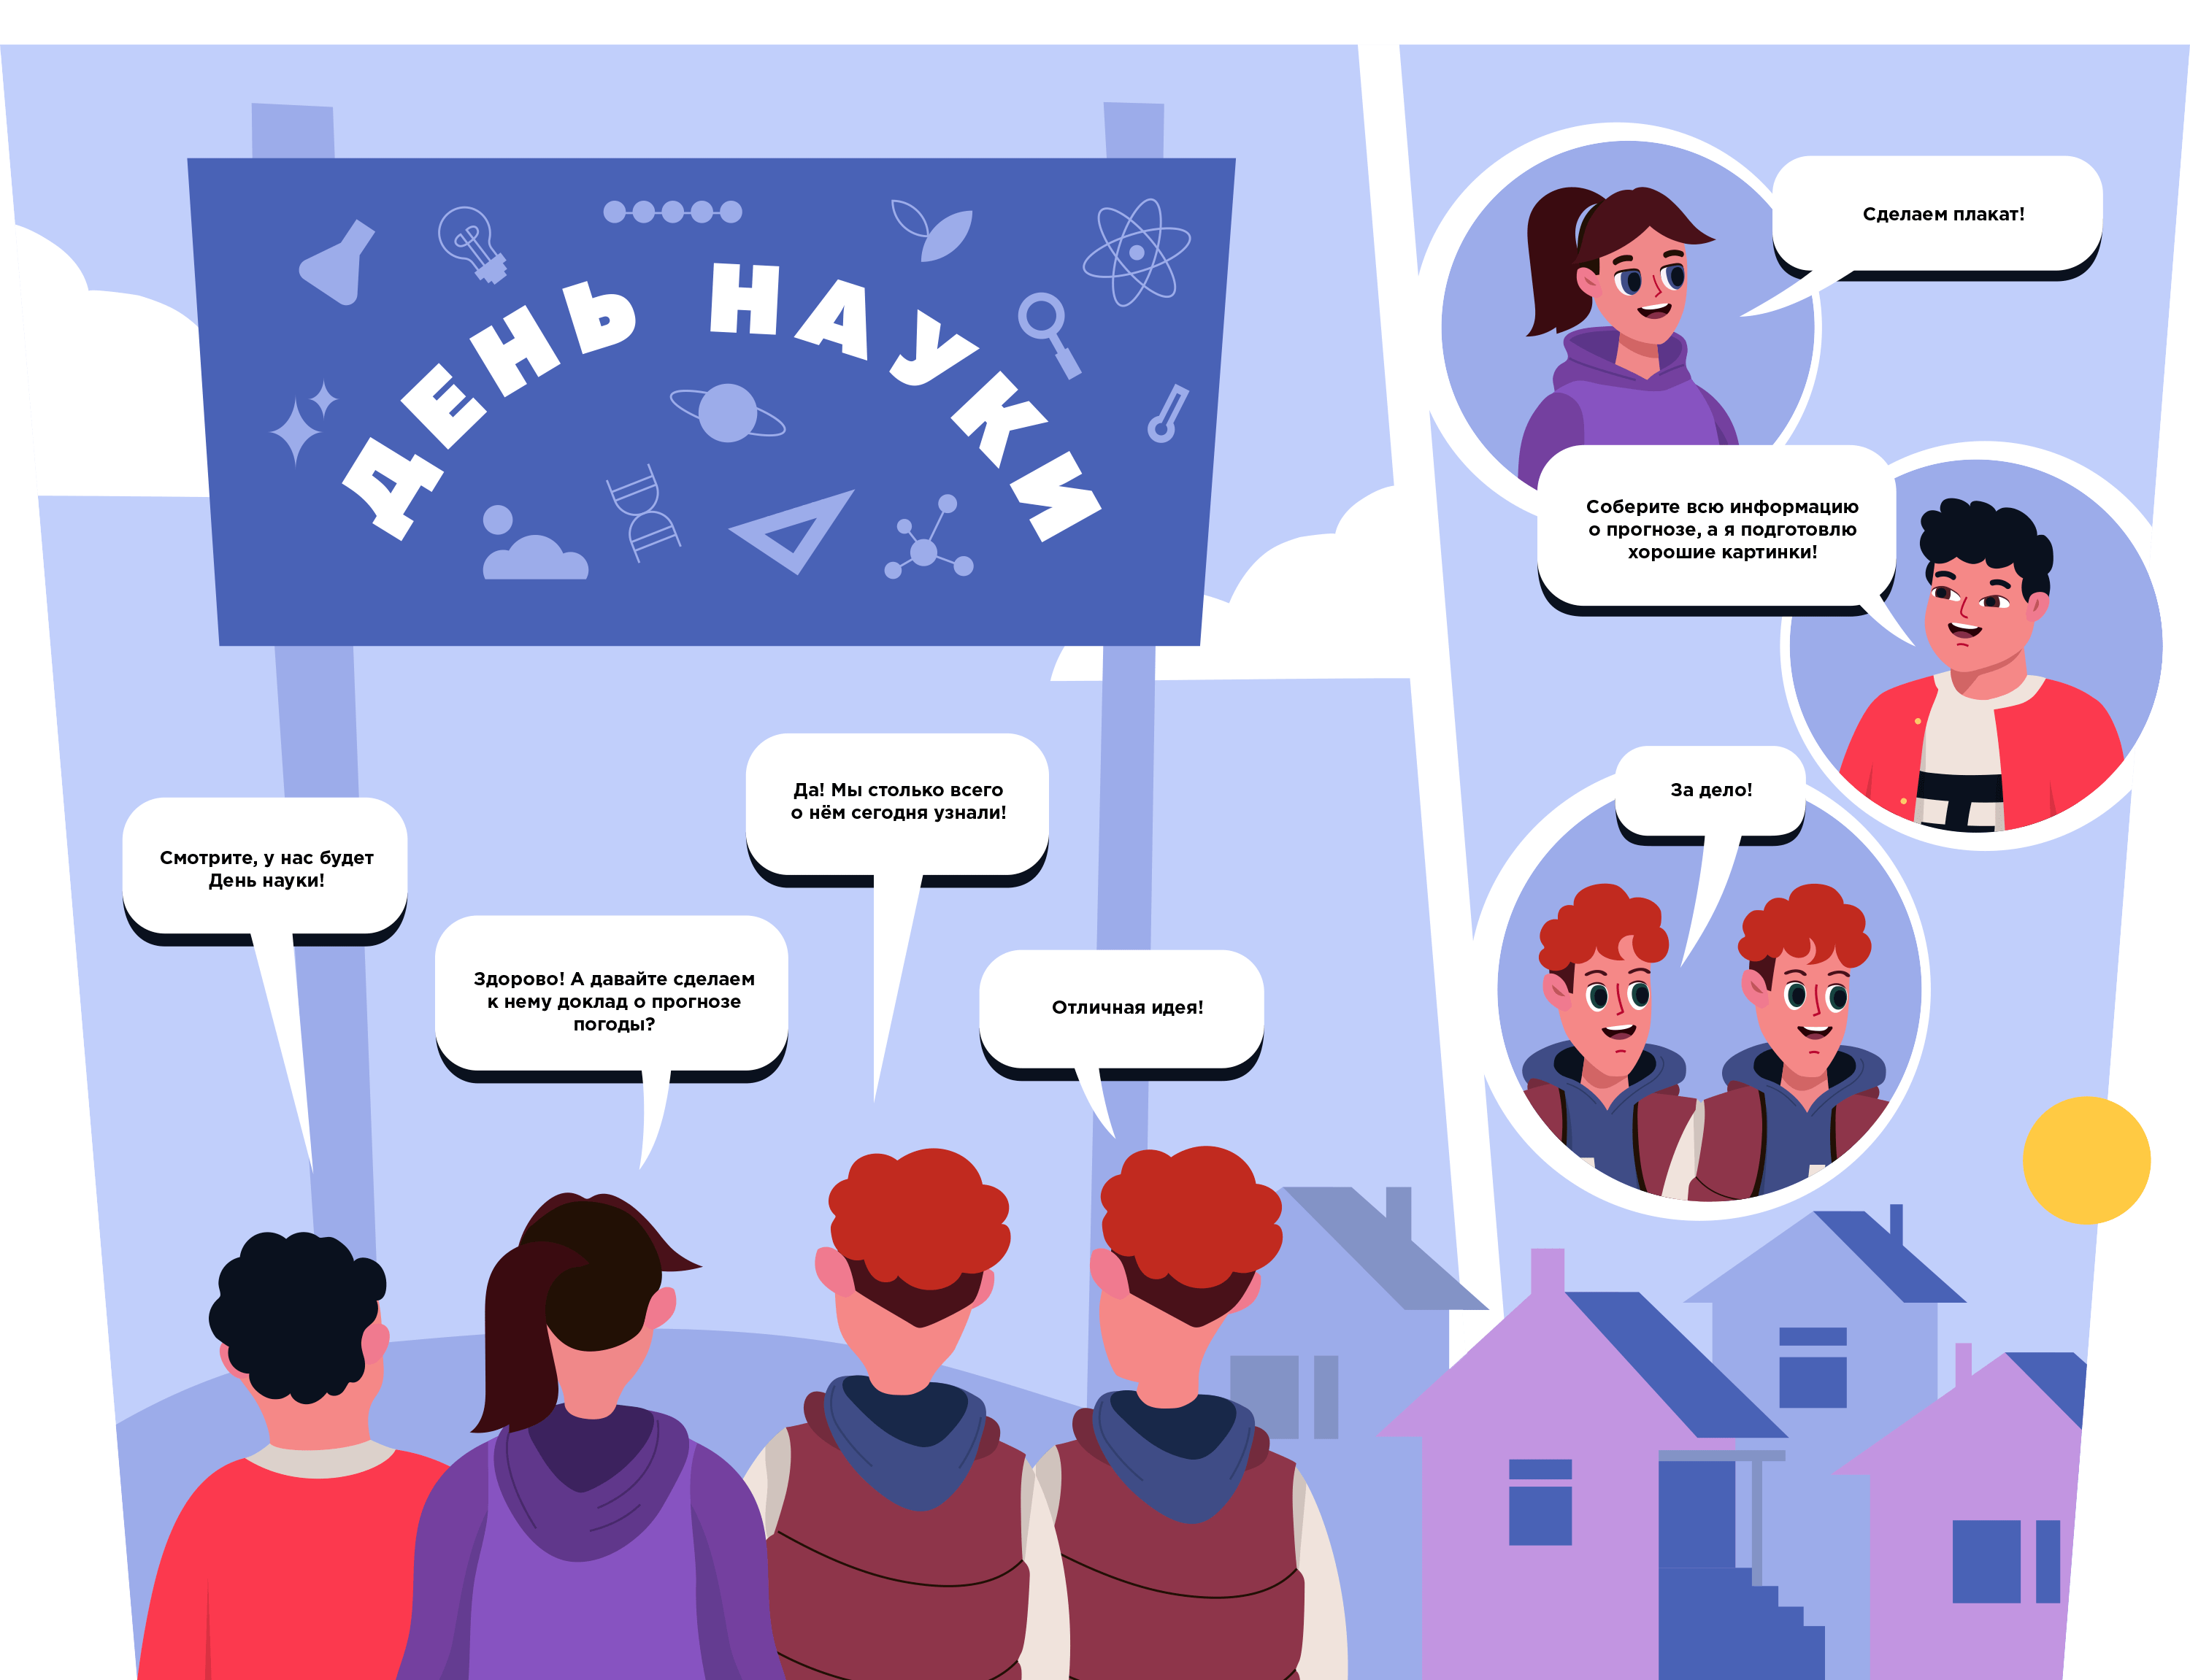 ДЕНЬ НАУКИ
Смотрите, у нас будет
День науки!
Здорово! А давайте сделаем
к нему доклад о прогнозе
погоды?
Да! Мы столько всего
о нём сегодня узнали!
Отличная идея!
Сделаем плакат!
Соберите всю информацию
о прогнозе, а я подготовлю
хорошие картинки!
За дело!